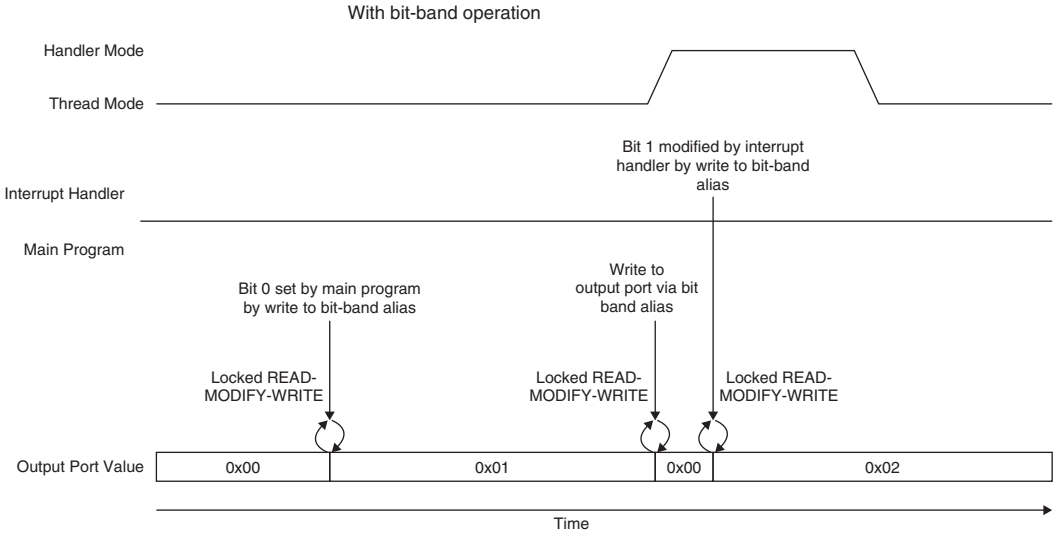 With bit-band operation
Handler Mode
Thread Mode
Bit 1 modified by interrupt
handler by write to bit-band
alias
Interrupt Handler
Main Program
Bit 0 set by main program
by write to bit-band alias
Write to
output port via bit
band alias
Locked READ-
MODIFY-WRITE
Locked READ-
MODIFY-WRITE
Locked READ-
MODIFY-WRITE
Output Port Value
0x00
0x01
0x00
0x02
Time